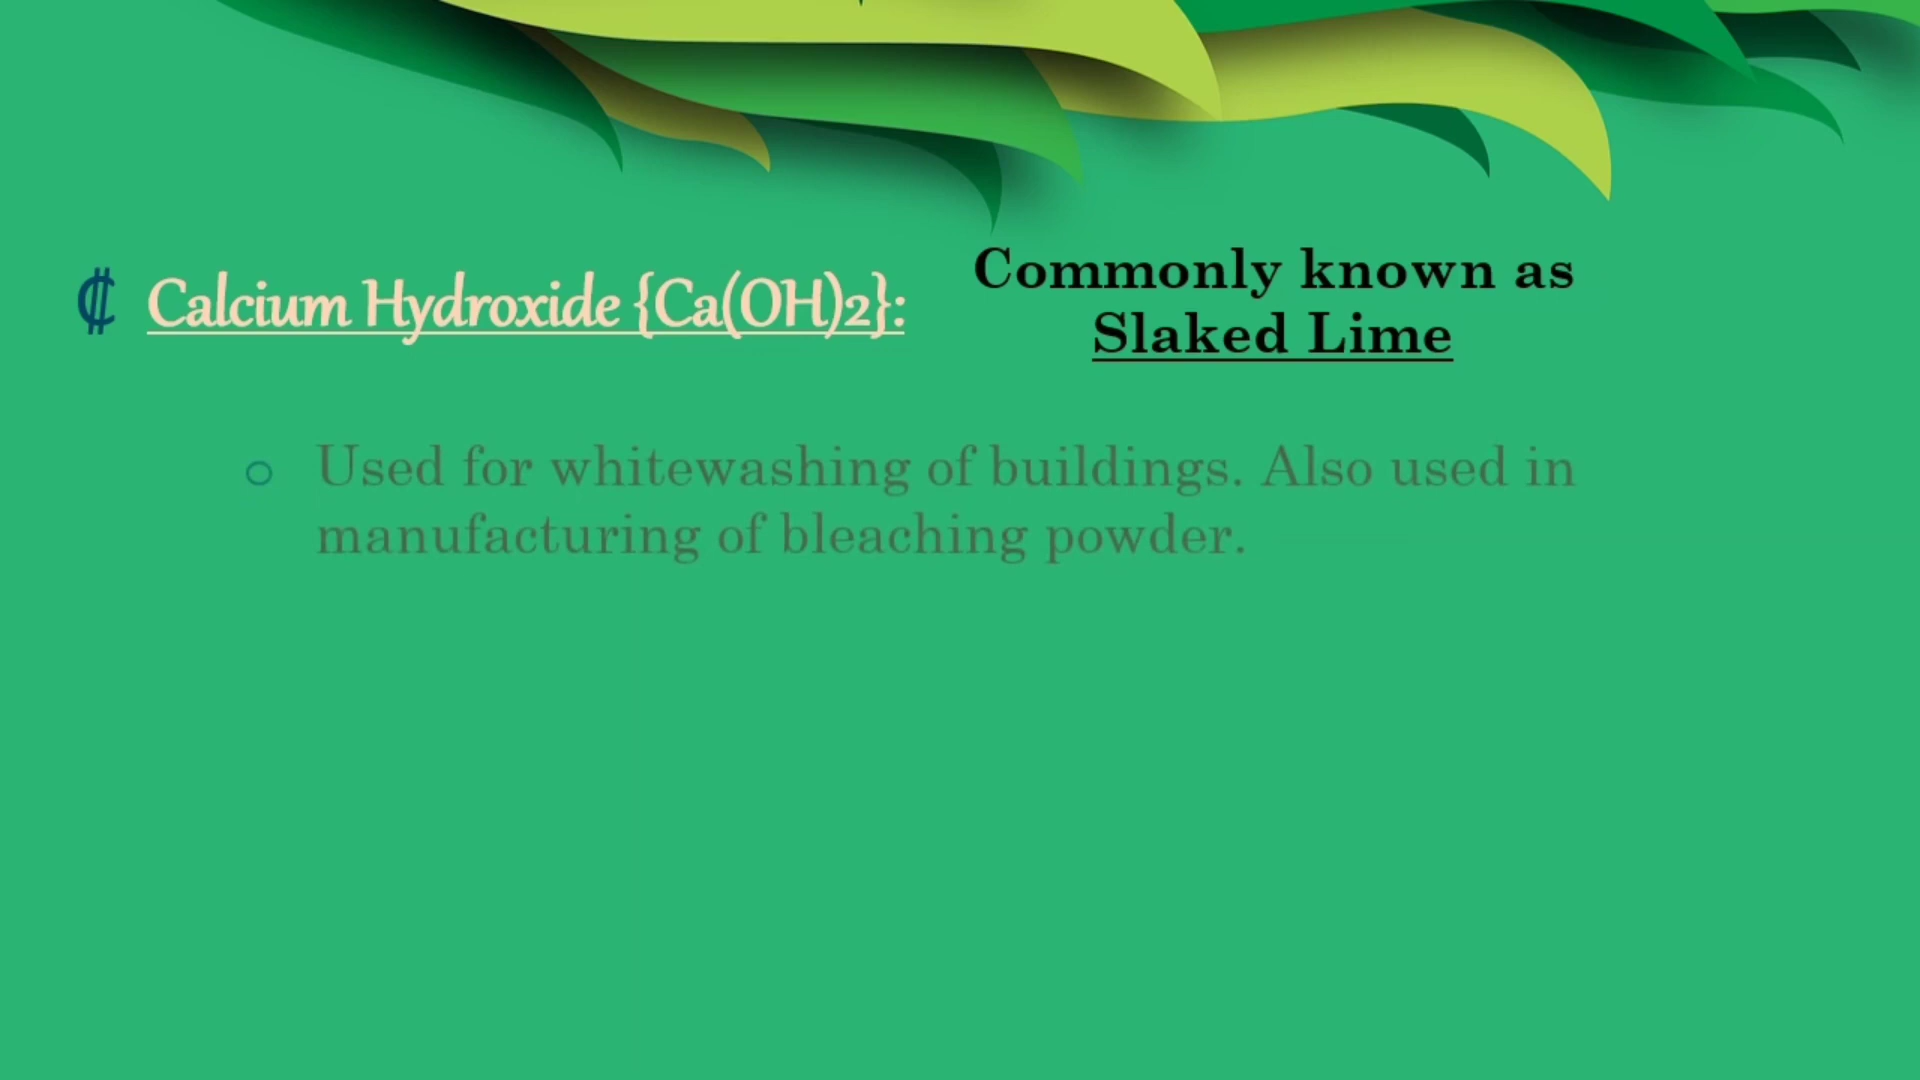 ₡ Calcium Hydroxide {Ca(OH)2}:
Commonly known as
Slaked Lime
o Used for whitewashing of buildings. Also used in
manufacturing of bleaching powder.